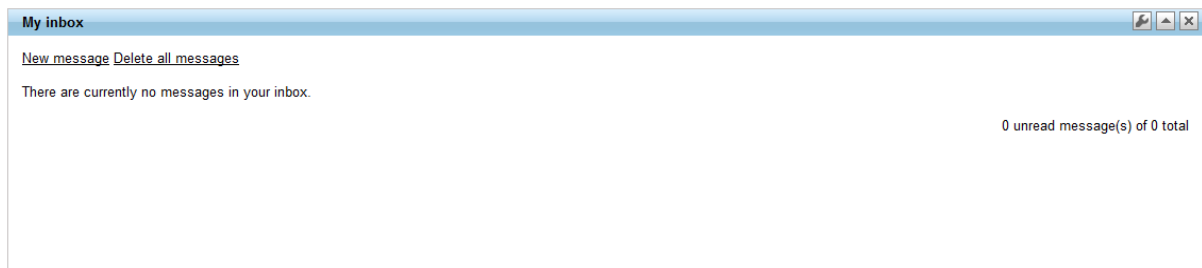 My inbox
New message Delete all messages
There are currently no messages in your inbox.
0 unread message(s) of 0 total